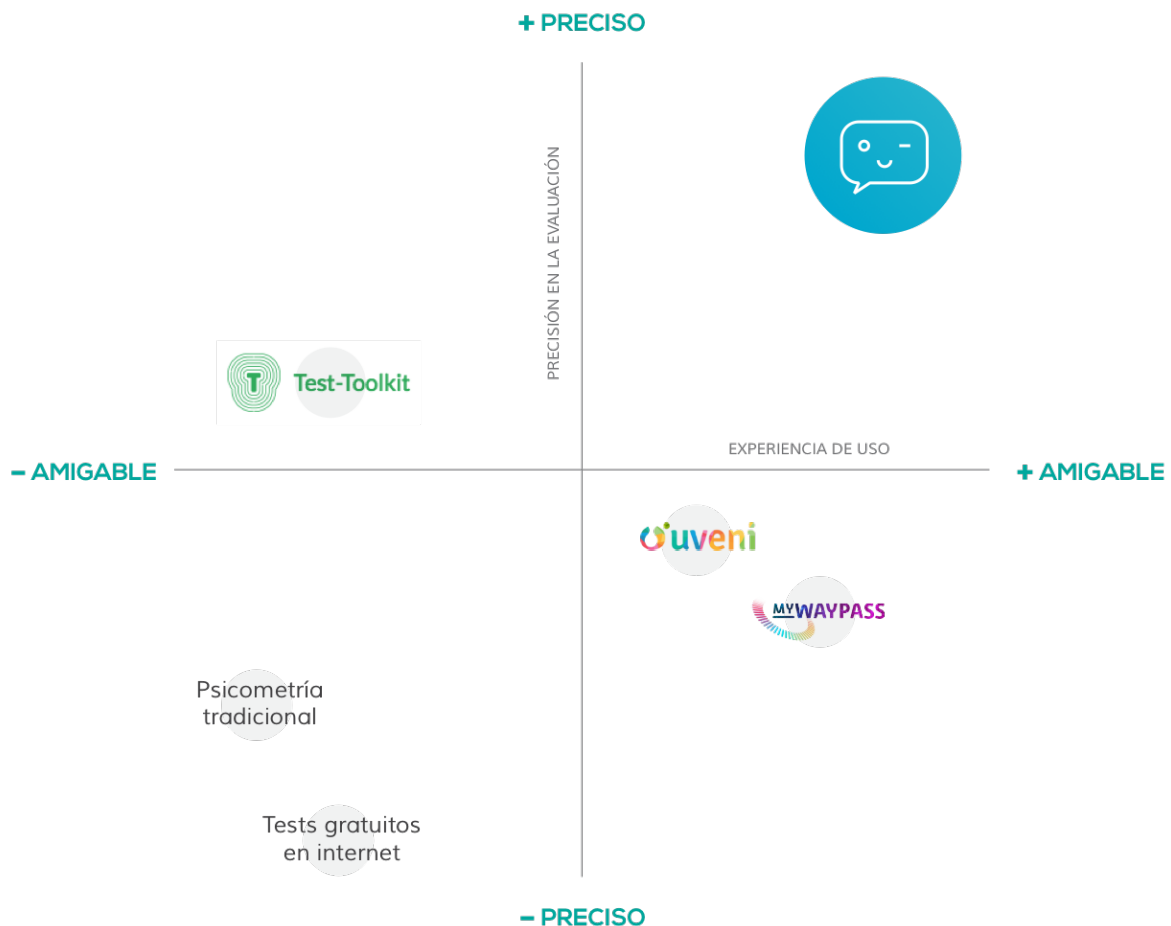 + PRECISO
PRECISIÓN EN LA EVALUACIÓN
T Test-Toolkit
EXPERIENCIA DE USO
– AMIGABLE
+ AMIGABLE
uveni
MYWAYPASS
Psicometría
tradicional
Tests gratuitos
en internet
– PRECISO